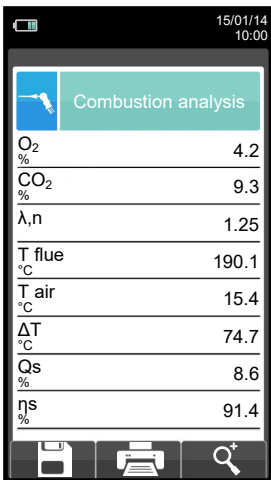 15/01/14
10:00
Combustion analysis
O₂
% 4.2
CO₂
% 9.3
λ,n 1.25
T flue
°C 190.1
T air
°C 15.4
ΔT
°C 74.7
Qs
% 8.6
ηs
% 91.4